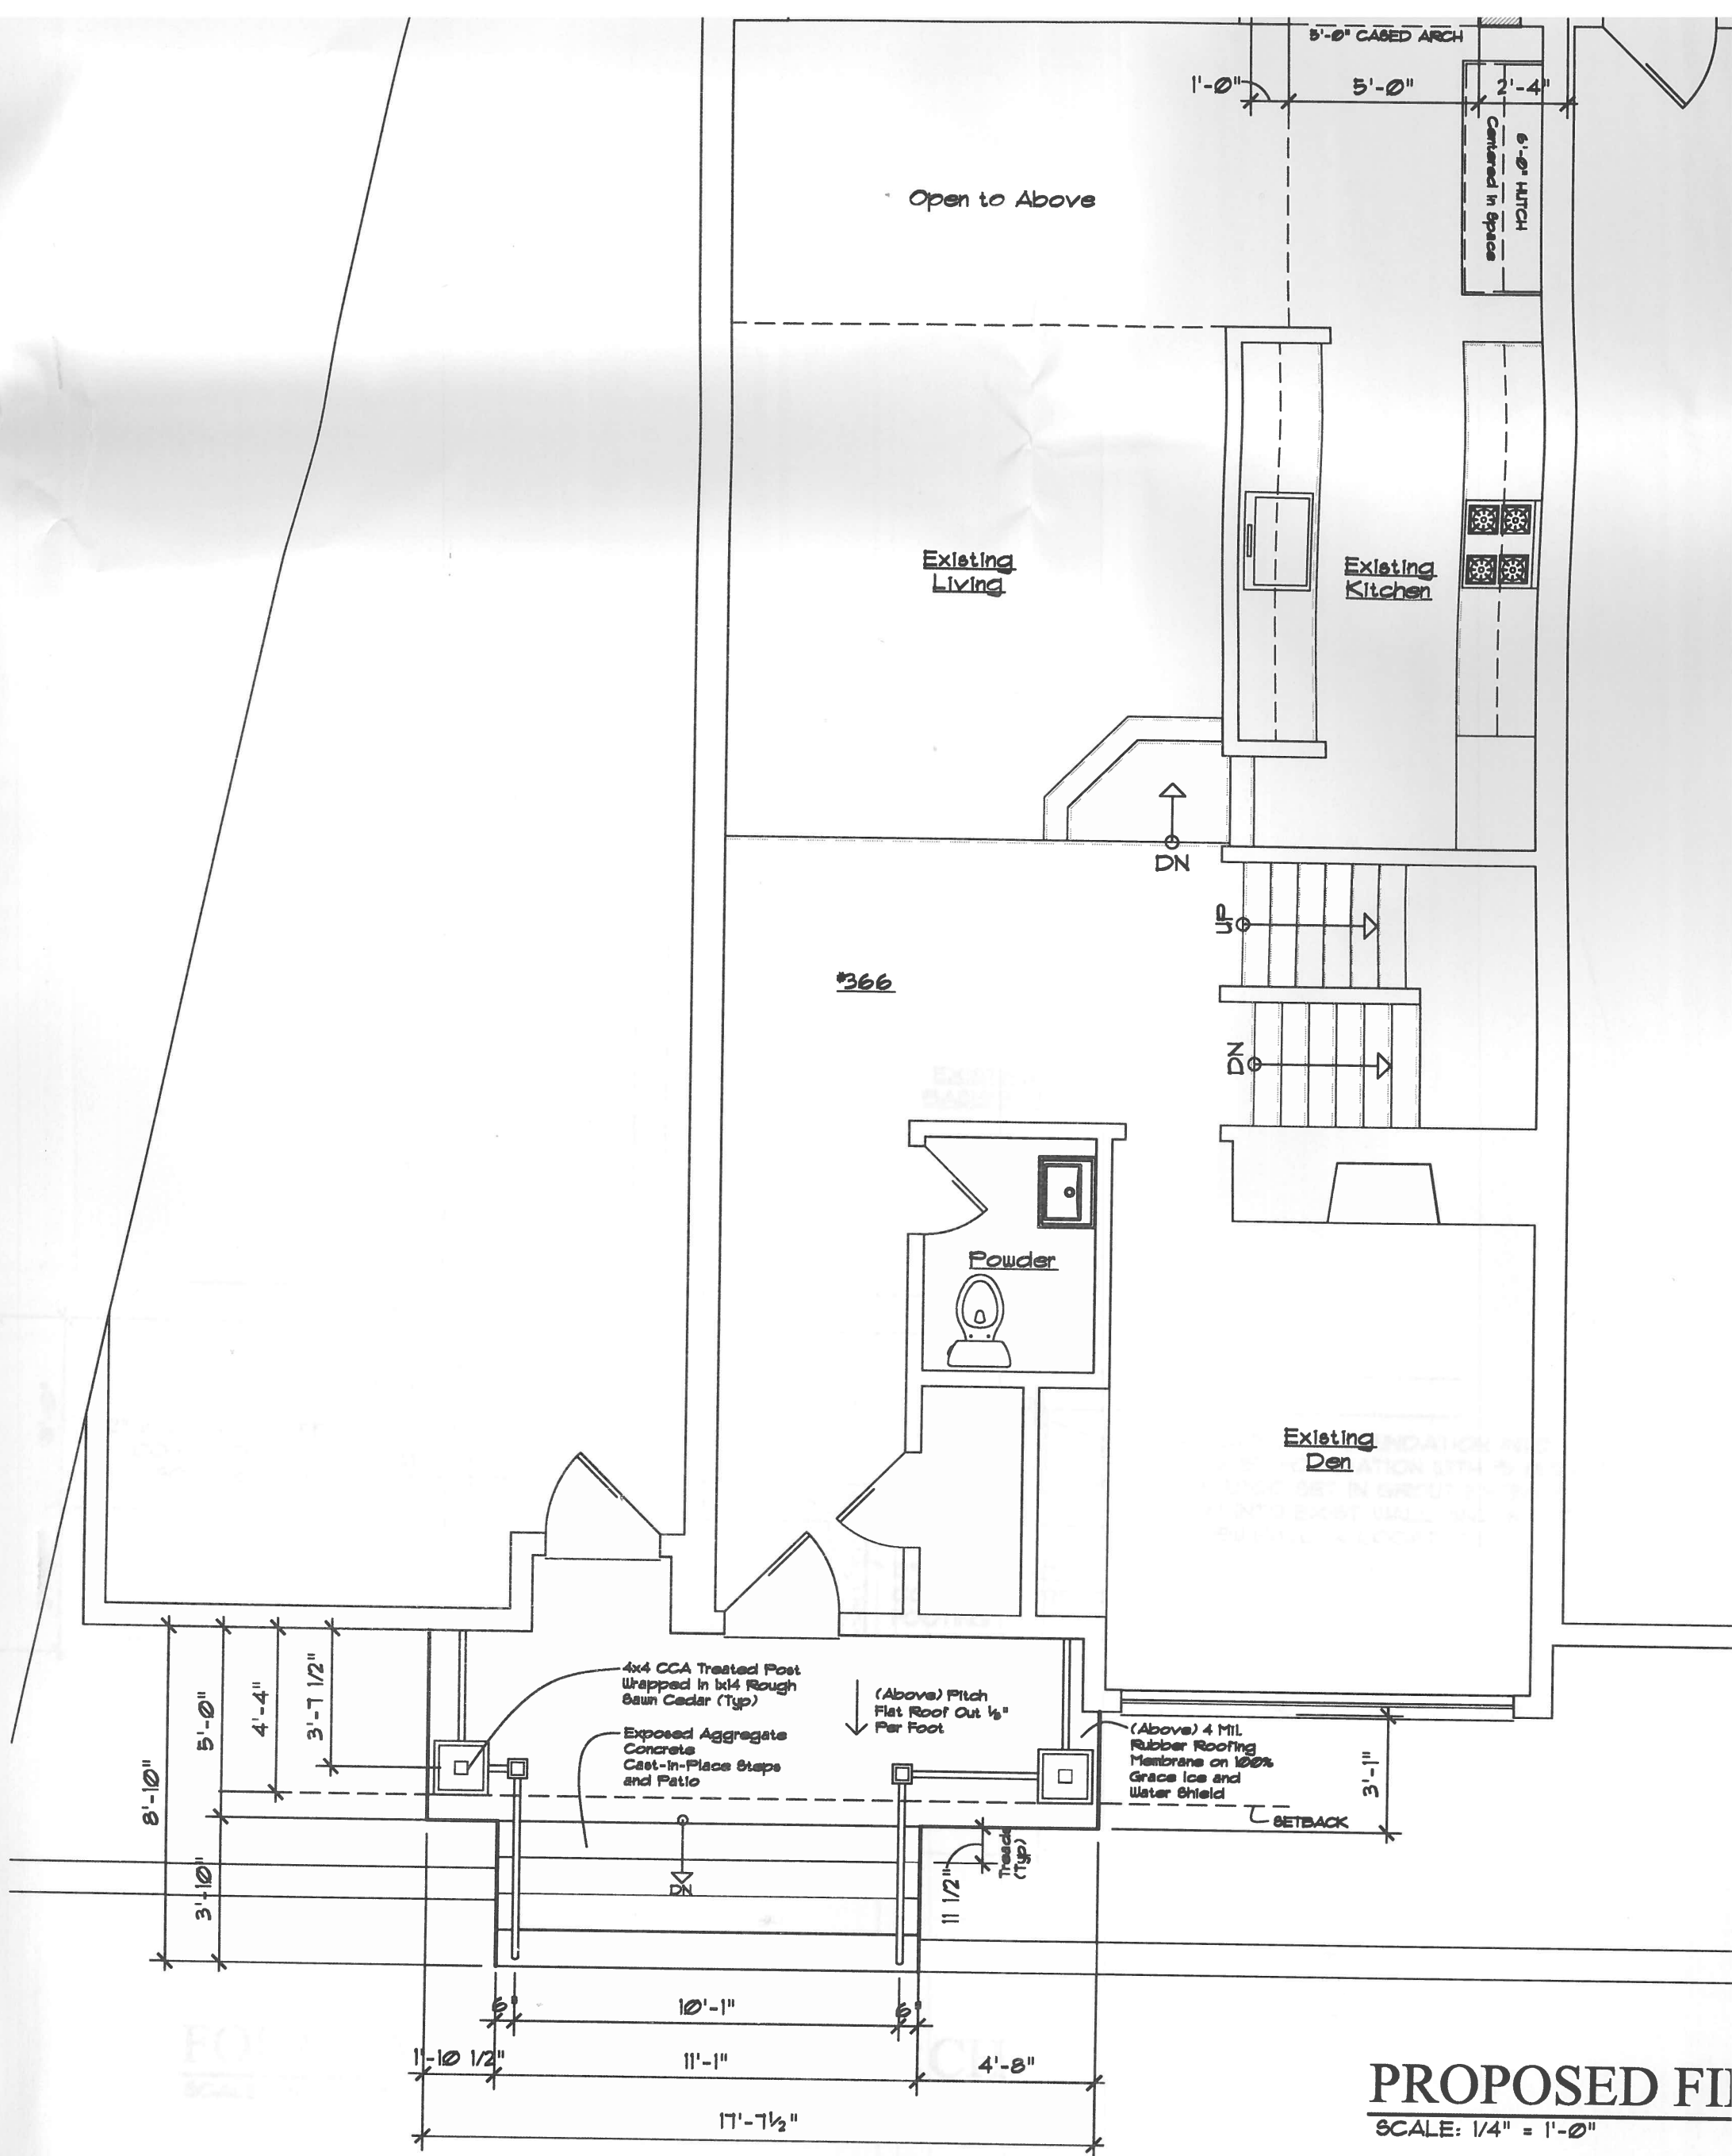 5'-0" CASED ARCH
1'-0"
5'-0"
2'-4"
6'-0" HUTCH
Centered in Space
Open to Above
Existing
Living
Existing
Kitchen
DN
UP
#366
DN
Powder
Existing
Den
4x4 CCA Treated Post
Wrapped in 1x14 Rough
Sawn Cedar (Typ)
Exposed Aggregate
Concrete
Cast-in-Place Steps
and Patio
(Above) Pitch
Flat Roof Out 1/8"
Per Foot
(Above) 4 Mil.
Rubber Roofing
Membrane on 100%
Grace Ice and
Water Shield
SETBACK
3'-1"
8'-10"
5'-0"
4'-4"
3'-7 1/2"
3'-10"
DN
11 1/2"
Treads
(Typ)
6"
10'-1"
6"
1'-10 1/2"
11'-1"
4'-8"
17'-7½"
PROPOSED FI
SCALE: 1/4" = 1'-0"